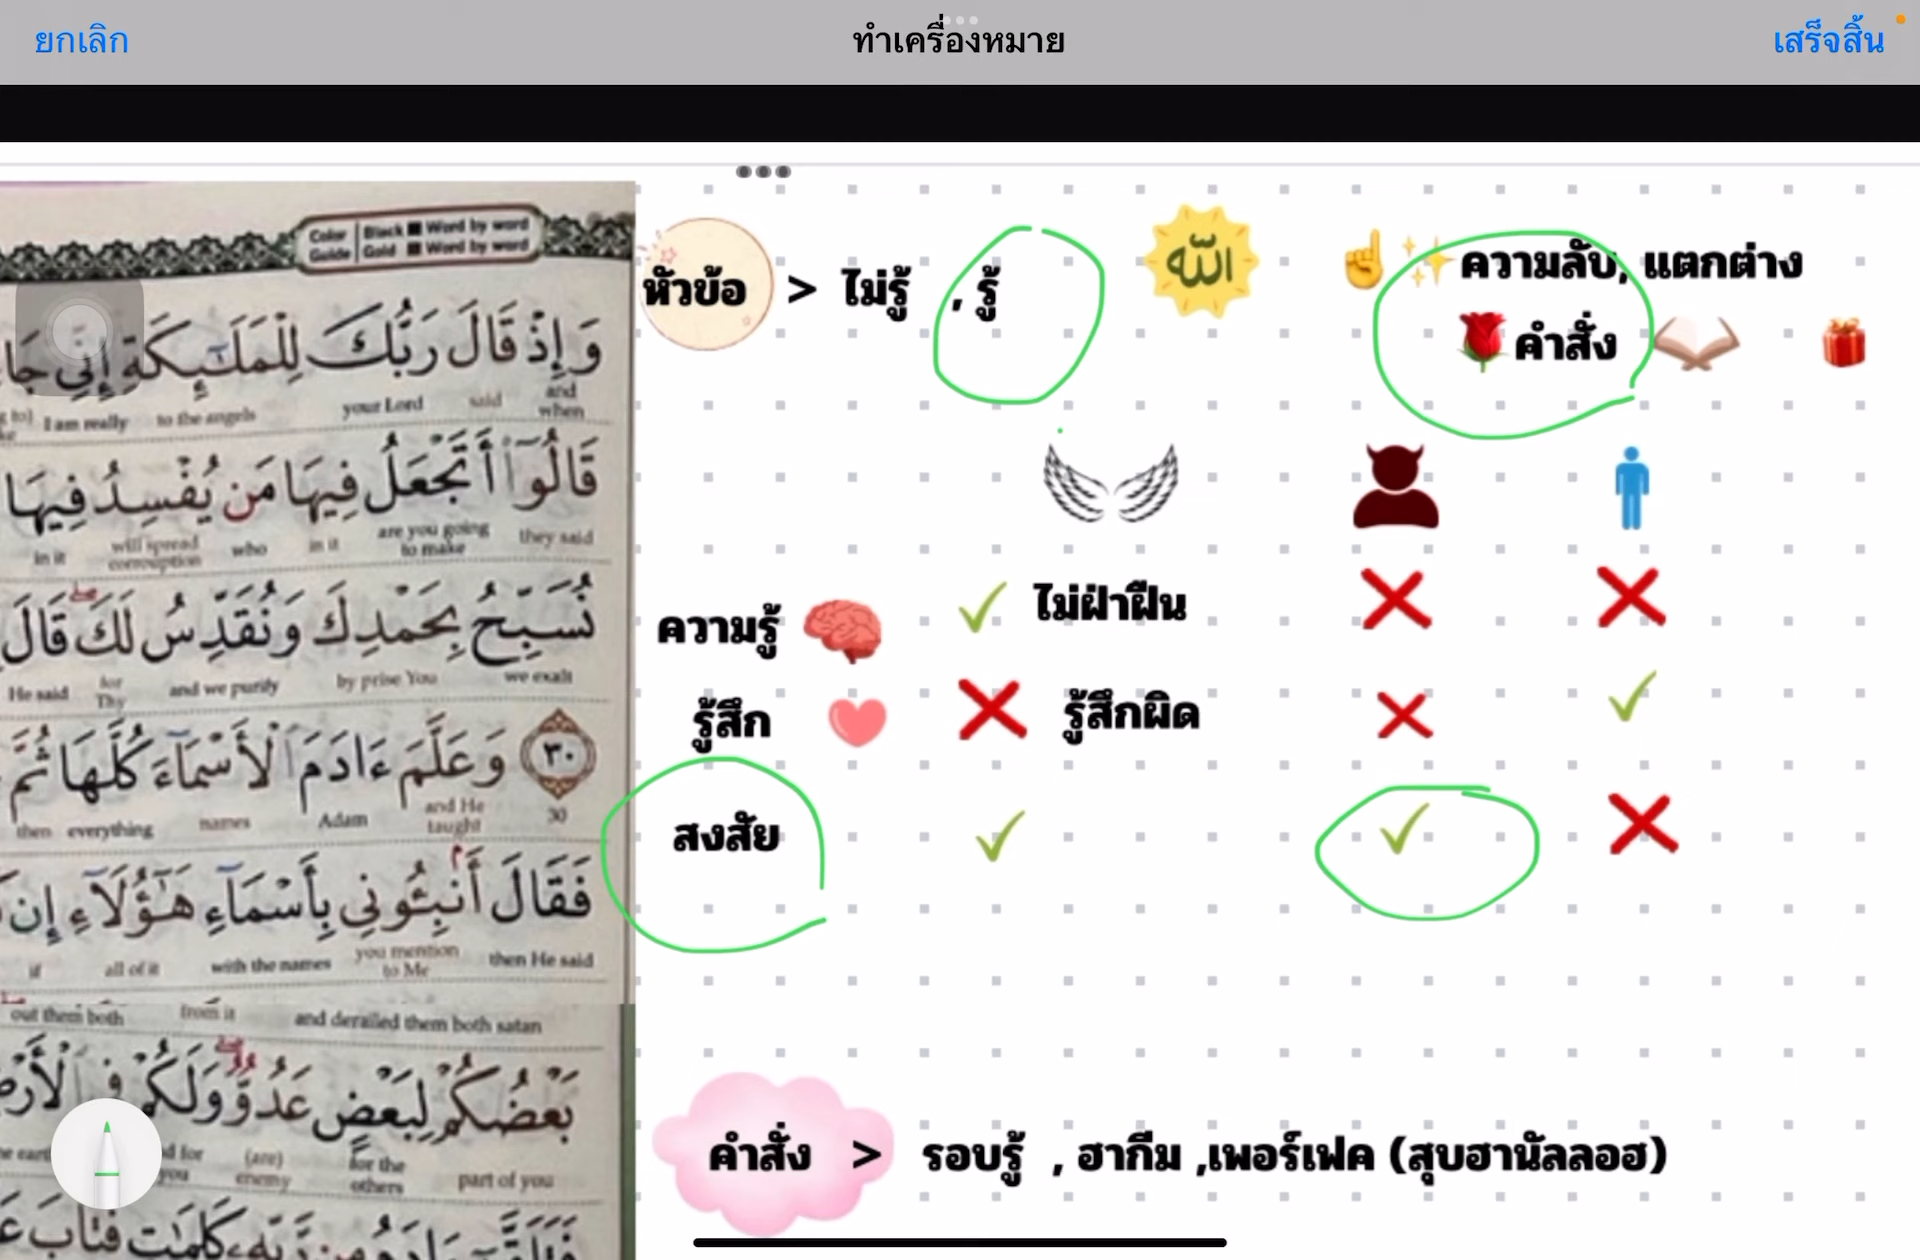 ยกเลิก
ทำเครื่องหมาย
เสร็จสิ้น
Color Guide
Black Word by word
Gold Word by word
وَإِذْ قَالَ رَبُّكَ لِلْمَلَٰٓئِكَةِ إِنِّي جَا
and when said your Lord to the angels I am really
قَالُوٓا۟ أَتَجْعَلُ فِيهَا مَن يُفْسِدُ فِيهَا
they said are you going to make in it who will spread corrouption in it
نُسَبِّحُ بِحَمْدِكَ وَنُقَدِّسُ لَكَ قَالَ
we exalt by prise You and we purify for Thy He said
٣٠ وَعَلَّمَ ءَادَمَ ٱلْأَسْمَآءَ كُلَّهَا ثُمَّ
30 and He taught Adam names everything then
فَقَالَ أَنۢبِـُٔونِي بِأَسْمَآءِ هَٰٓؤُلَآءِ إِن
then He said you mention to Me with the names all of it if
and derailed them both satan from it out them both
بَعْضُكُمْ لِبَعْضٍ عَدُوٌّ وَلَكُمْ فِي ٱلْأَرْ
part of you for the others (are) enemy
หัวข้อ > ไม่รู้ , รู้
الله
ความลับ, แตกต่าง
คำสั่ง
ความรู้ ไม่ฝ่าฝืน
รู้สึก รู้สึกผิด
สงสัย
คำสั่ง > รอบรู้ , ฮากีม ,เพอร์เฟค (สุบฮานัลลอฮ)